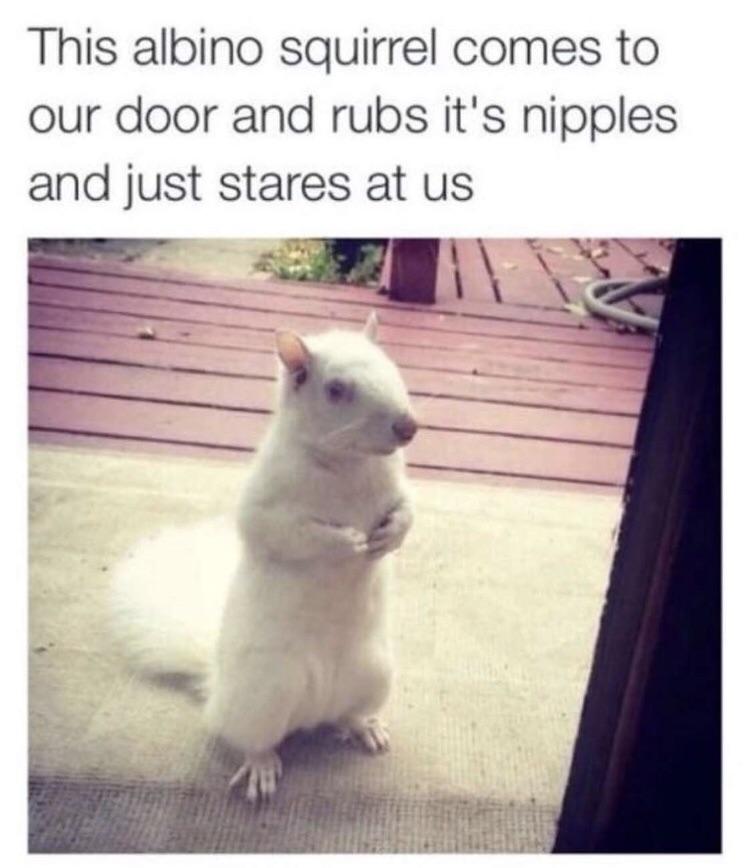 This albino squirrel comes to
our door and rubs it's nipples
and just stares at us